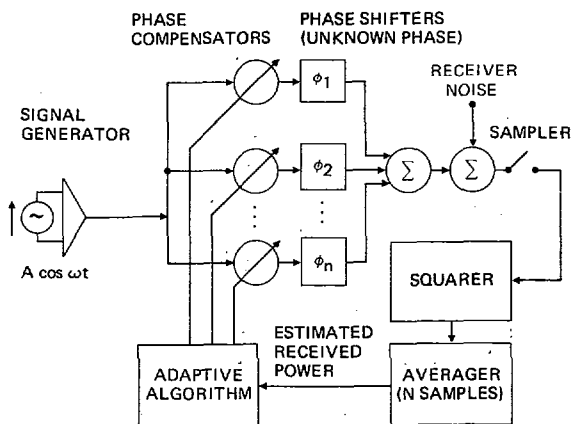 PHASE
COMPENSATORS
PHASE SHIFTERS
(UNKNOWN PHASE)
RECEIVER
NOISE
SIGNAL
GENERATOR
SAMPLER
ϕ1
Σ
Σ
ϕ2
~
A cos ωt
ϕn
SQUARER
ESTIMATED
RECEIVED
POWER
ADAPTIVE
ALGORITHM
AVERAGER
(N SAMPLES)